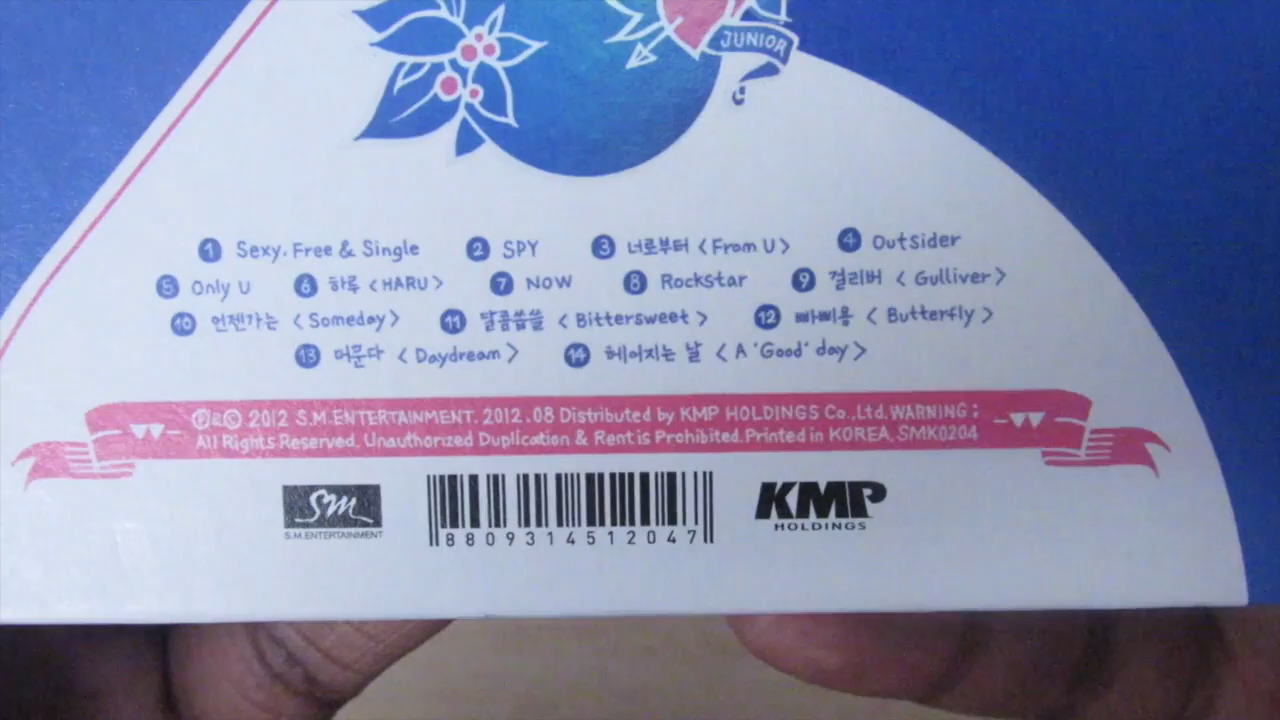 JUNIOR
1 Sexy, Free & Single 2 SPY 3 너로부터 <From U> 4 Outsider
5 Only U 6 하루 <HARU> 7 NOW 8 Rockstar 9 걸리버 <Gulliver>
10 언젠가는 <Someday> 11 달콤씁쓸 <Bittersweet> 12 빠삐용 <Butterfly>
13 머문다 <Daydream> 14 헤어지는 날 <A 'Good' day>
Ⓟ&© 2012 S.M.ENTERTAINMENT. 2012.08 Distributed by KMP HOLDINGS Co.,Ltd. WARNING:
All Rights Reserved. Unauthorized Duplication & Rent is Prohibited. Printed in KOREA. SMK0204
SM
S.M.ENTERTAINMENT
8809314512047
KMP
HOLDINGS